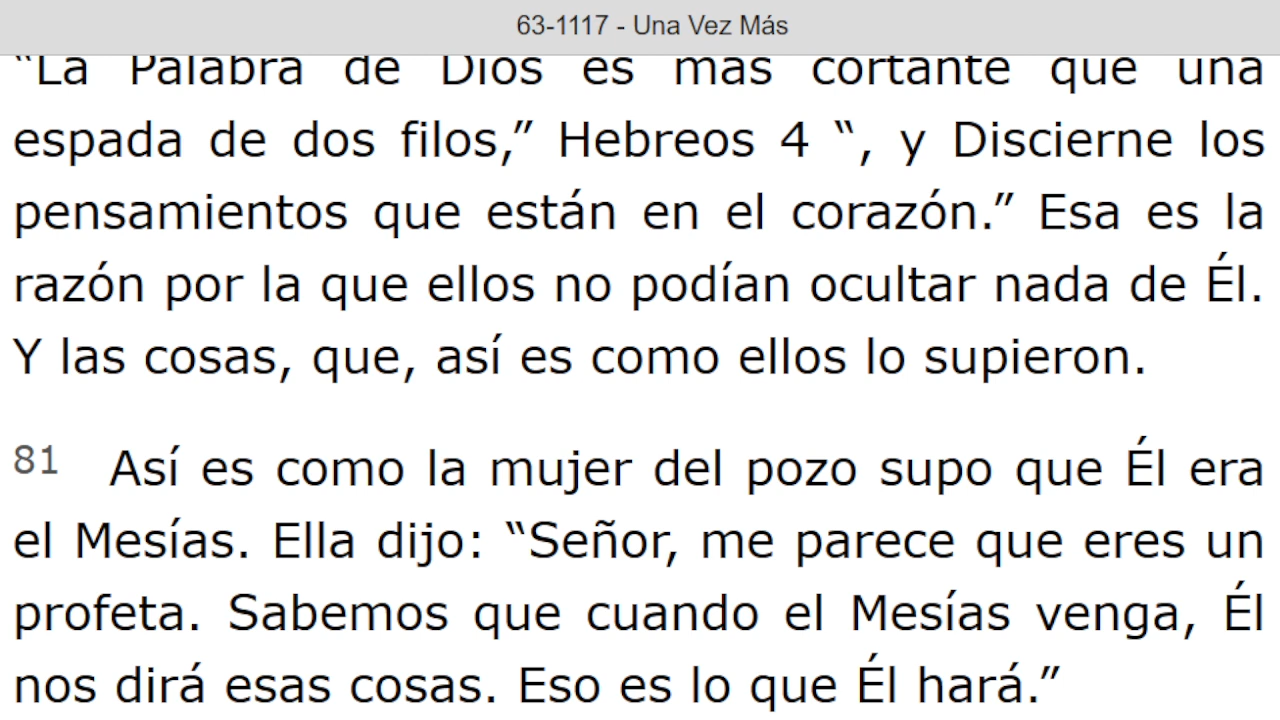 63-1117 - Una Vez Más
“La Palabra de Dios es más cortante que una
espada de dos filos,” Hebreos 4 “, y Discierne los
pensamientos que están en el corazón.” Esa es la
razón por la que ellos no podían ocultar nada de Él.
Y las cosas, que, así es como ellos lo supieron.
81 Así es como la mujer del pozo supo que Él era
el Mesías. Ella dijo: “Señor, me parece que eres un
profeta. Sabemos que cuando el Mesías venga, Él
nos dirá esas cosas. Eso es lo que Él hará.”